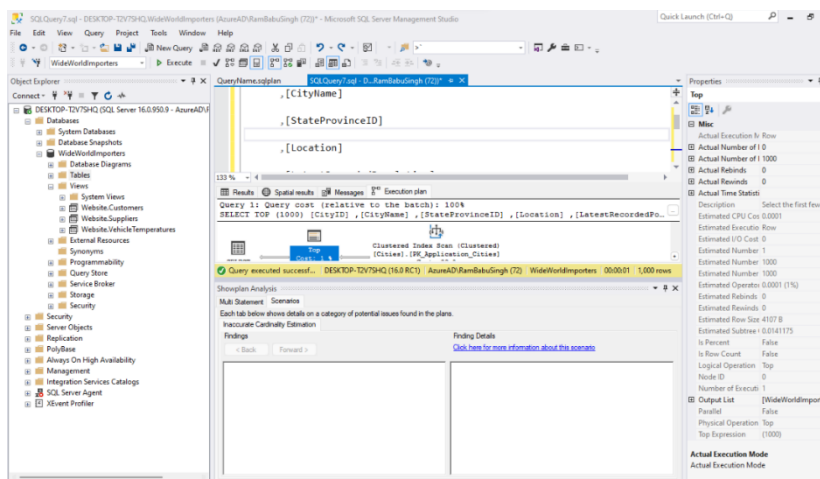 SQLQuery7.sql - DESKTOP-T2V7SHQ.WideWorldImporters (AzureAD\RamBabuSingh (72))* - Microsoft SQL Server Management Studio
Quick Launch (Ctrl+Q)
File Edit View Query Project Tools Window Help
New Query
WideWorldImporters Execute
Object Explorer
Connect
DESKTOP-T2V7SHQ (SQL Server 16.0.950.9 - AzureAD\F
Databases
System Databases
Database Snapshots
WideWorldImporters
Database Diagrams
Tables
Views
System Views
Website.Customers
Website.Suppliers
Website.VehicleTemperatures
External Resources
Synonyms
Programmability
Query Store
Service Broker
Storage
Security
Security
Server Objects
Replication
PolyBase
Always On High Availability
Management
Integration Services Catalogs
SQL Server Agent
XEvent Profiler
QueryName.sqlplan SQLQuery7.sql - D...RamBabuSingh (72))*
,[CityName]
,[StateProvinceID]
,[Location]
133 %
Results Spatial results Messages Execution plan
Query 1: Query cost (relative to the batch): 100%
SELECT TOP (1000) [CityID] ,[CityName] ,[StateProvinceID] ,[Location] ,[LatestRecordedPo...
Top
Cost: 1 %
Clustered Index Scan (Clustered)
[Cities].[PK_Application_Cities]
Query executed successf... DESKTOP-T2V7SHQ (16.0 RC1) AzureAD\RamBabuSingh (72) WideWorldImporters 00:00:01 1,000 rows
Showplan Analysis
Multi Statement Scenarios
Each tab below shows details on a category of potential issues found in the plans.
Inaccurate Cardinality Estimation
Findings
< Back Forward >
Finding Details
Click here for more information about this scenario
Properties
Top
Misc
Actual Execution M Row
Actual Number of I 0
Actual Number of I 1000
Actual Rebinds 0
Actual Rewinds 0
Actual Time Statisti
Description Select the first few
Estimated CPU Cos 0.0001
Estimated Executio Row
Estimated I/O Cost 0
Estimated Number 1
Estimated Number 1000
Estimated Number 1000
Estimated Operator 0.0001 (1%)
Estimated Rebinds 0
Estimated Rewinds 0
Estimated Row Size 4107 B
Estimated Subtree 0.0141175
Is Percent False
Is Row Count False
Logical Operation Top
Node ID 0
Number of Executi 1
Output List [WideWorldImpor
Parallel False
Physical Operation Top
Top Expression (1000)
Actual Execution Mode
Actual Execution Mode